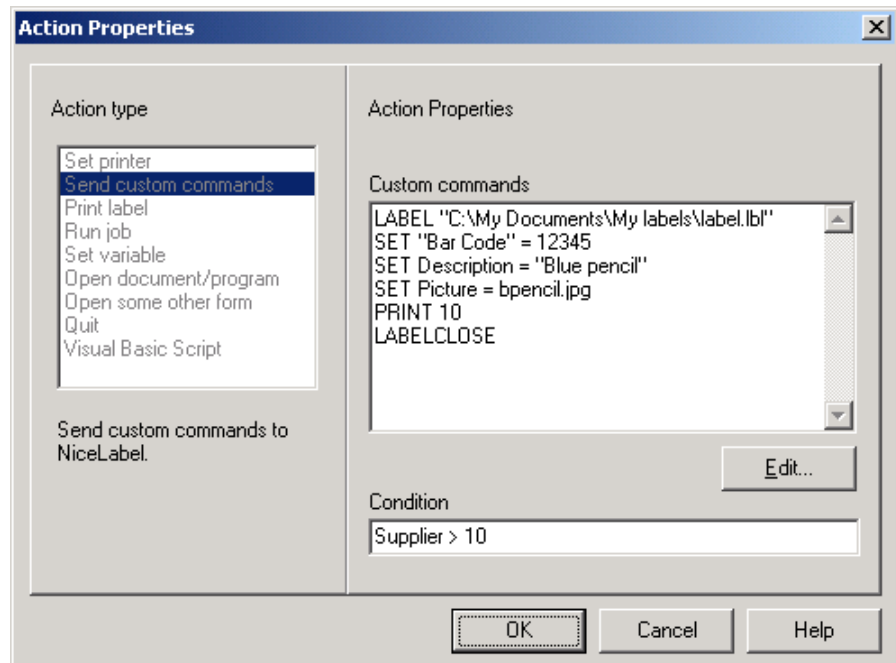 Action Properties
Action type
Set printer
Send custom commands
Print label
Run job
Set variable
Open document/program
Open some other form
Quit
Visual Basic Script
Send custom commands to
NiceLabel.
Action Properties
Custom commands
LABEL "C:\My Documents\My labels\label.lbl"
SET "Bar Code" = 12345
SET Description = "Blue pencil"
SET Picture = bpencil.jpg
PRINT 10
LABELCLOSE
Edit...
Condition
Supplier > 10
OK
Cancel
Help